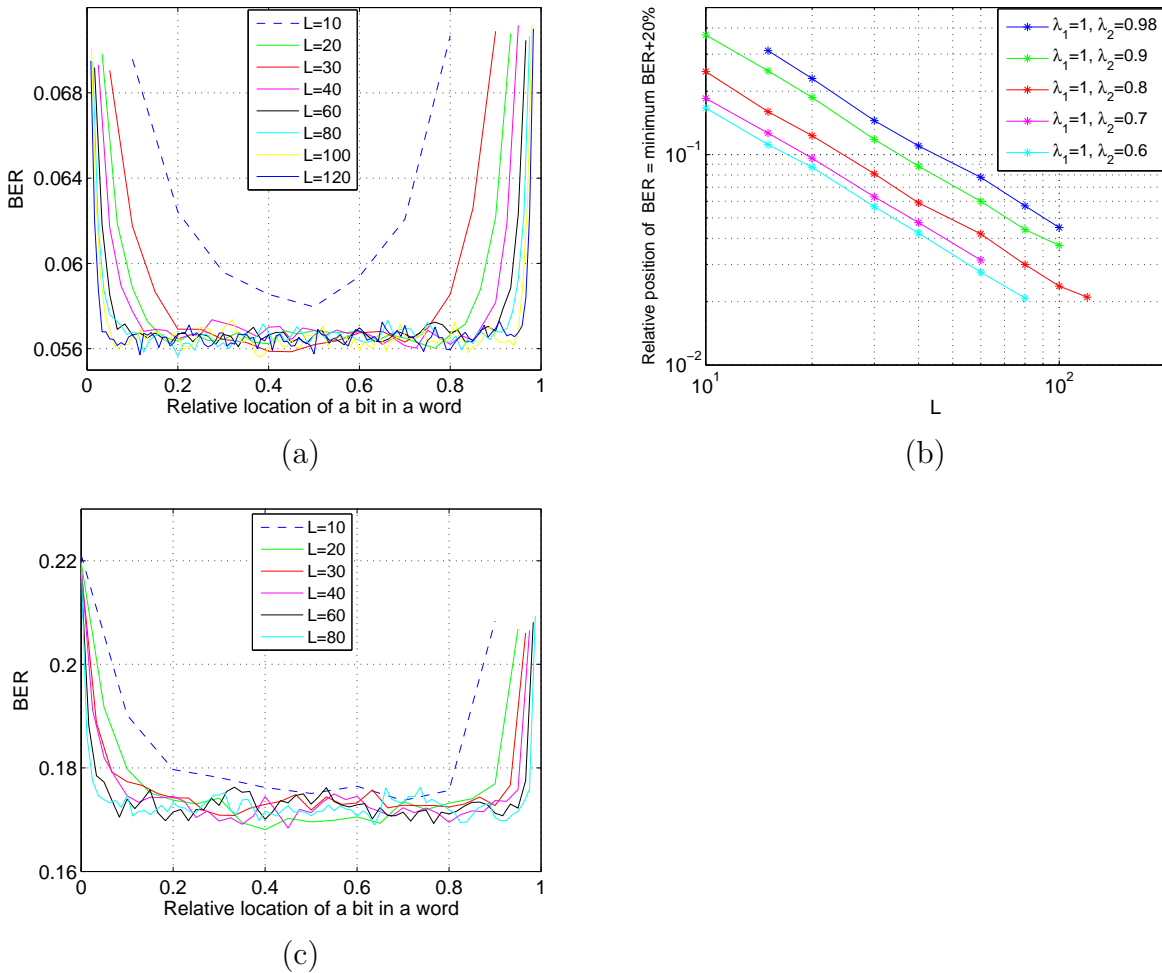 L=10
L=20
L=30
L=40
L=60
L=80
L=100
L=120
0.068
0.064
0.06
0.056
BER
0 0.2 0.4 0.6 0.8 1
Relative location of a bit in a word
(a)
λ₁=1, λ₂=0.98
λ₁=1, λ₂=0.9
λ₁=1, λ₂=0.8
λ₁=1, λ₂=0.7
λ₁=1, λ₂=0.6
Relative position of BER = minimum BER+20%
10⁻¹
10⁻²
10¹ 10²
L
(b)
L=10
L=20
L=30
L=40
L=60
L=80
0.22
0.2
0.18
0.16
BER
0 0.2 0.4 0.6 0.8 1
Relative location of a bit in a word
(c)